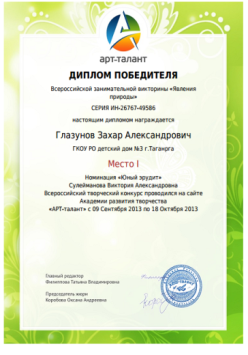 арт-талант
ДИПЛОМ ПОБЕДИТЕЛЯ
Всероссийской занимательной викторины «Явления
природы»
СЕРИЯ ИН-26767-49586
настоящим дипломом награждается
Глазунов Захар Александрович
ГКОУ РО детский дом №3 г.Таганрга
Место I
Номинация «Юный эрудит»
Сулейманова Виктория Александровна
Всероссийский творческий конкурс проводился на сайте
Академии развития творчества
«АРТ-талант» с 09 Сентября 2013 по 18 Октября 2013
Главный редактор
Филиппова Татьяна Владимировна
Председатель жюри
Коробова Оксана Андреевна